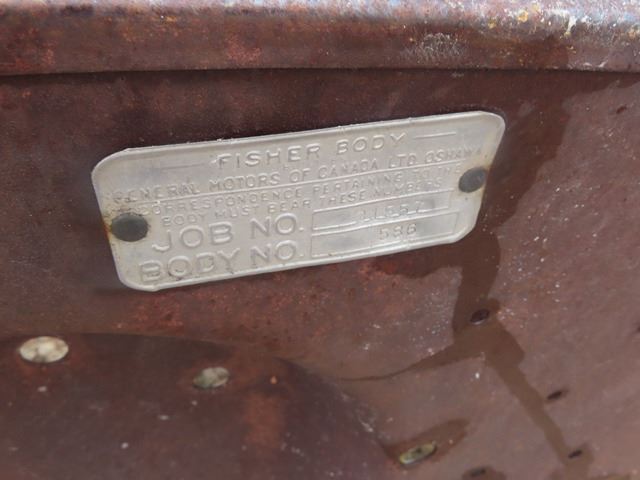 FISHER BODY
GENERAL MOTORS OF CANADA LTD OSHAWA
CORRESPONDENCE PERTAINING TO THE
BODY MUST BEAR THESE NUMBERS
JOB NO. 11657
BODY NO. 586